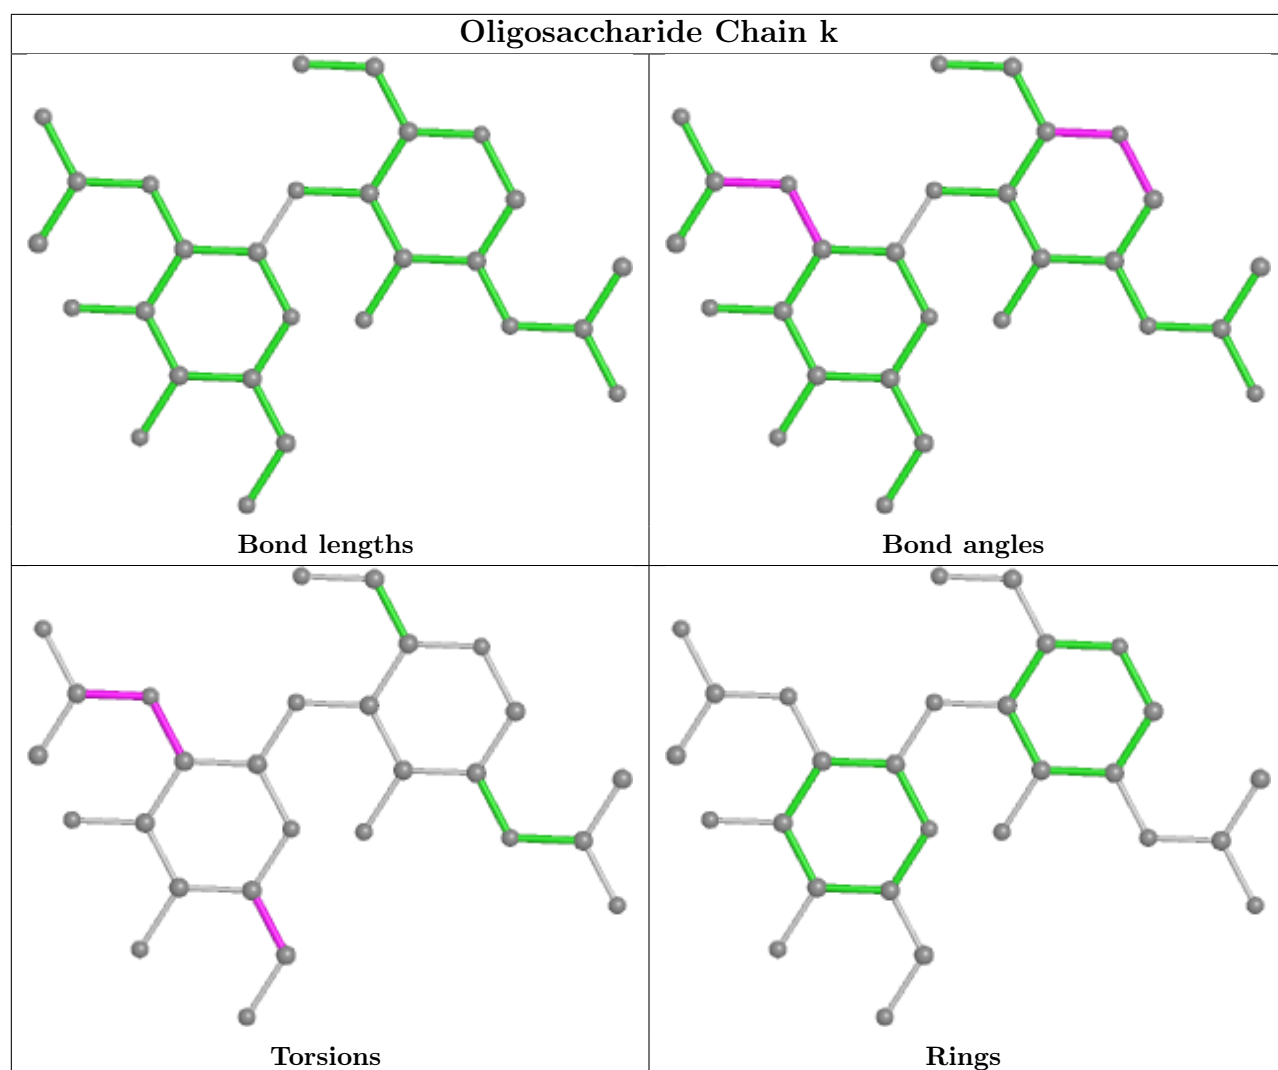 Oligosaccharide Chain k
Bond lengths
Bond angles
Torsions
Rings